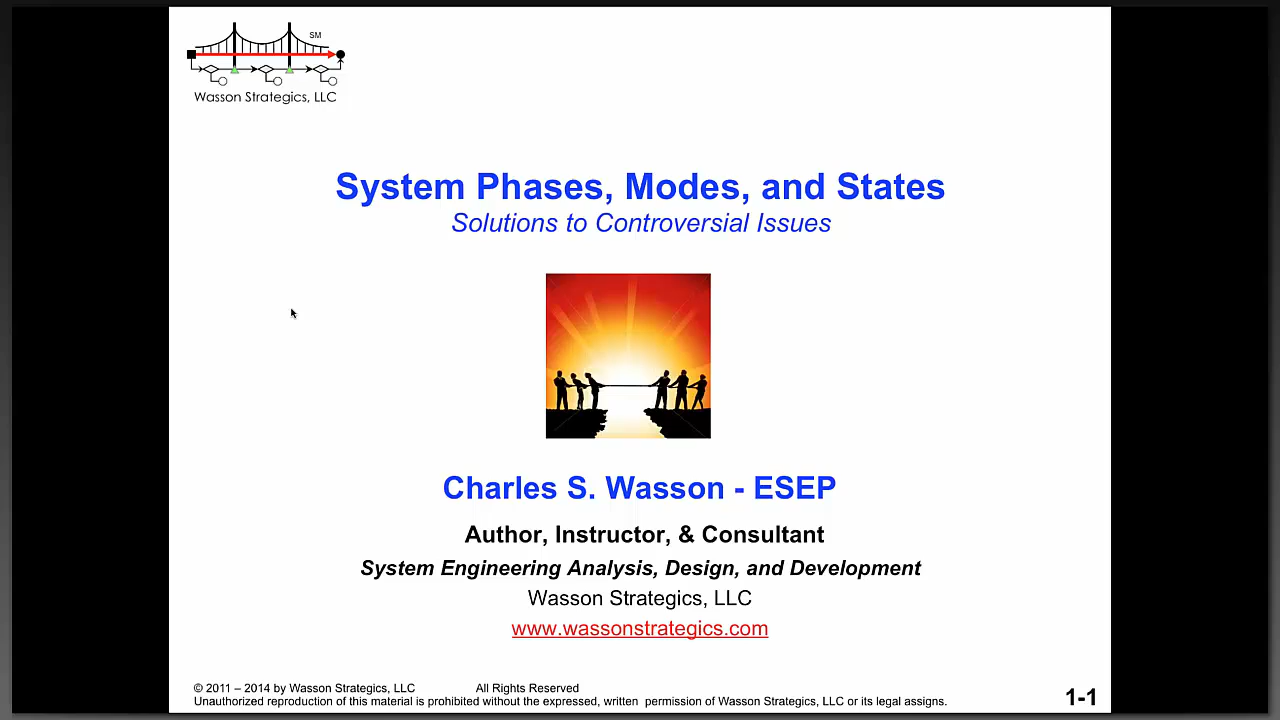 SM
Wasson Strategics, LLC
System Phases, Modes, and States
Solutions to Controversial Issues
Charles S. Wasson - ESEP
Author, Instructor, & Consultant
System Engineering Analysis, Design, and Development
Wasson Strategics, LLC
www.wassonstrategics.com
© 2011 – 2014 by Wasson Strategics, LLC All Rights Reserved
Unauthorized reproduction of this material is prohibited without the expressed, written permission of Wasson Strategics, LLC or its legal assigns.
1-1